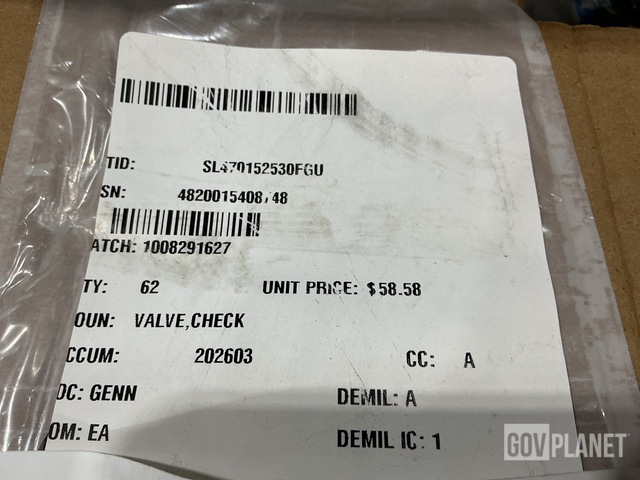 TID: SL470152530FGU
SN: 4820015408748
ATCH: 1008291627
TY: 62 UNIT PRICE: $58.58
OUN: VALVE,CHECK
CCUM: 202603 CC: A
OC: GENN DEMIL: A
OM: EA DEMIL IC: 1
GOVPLANET